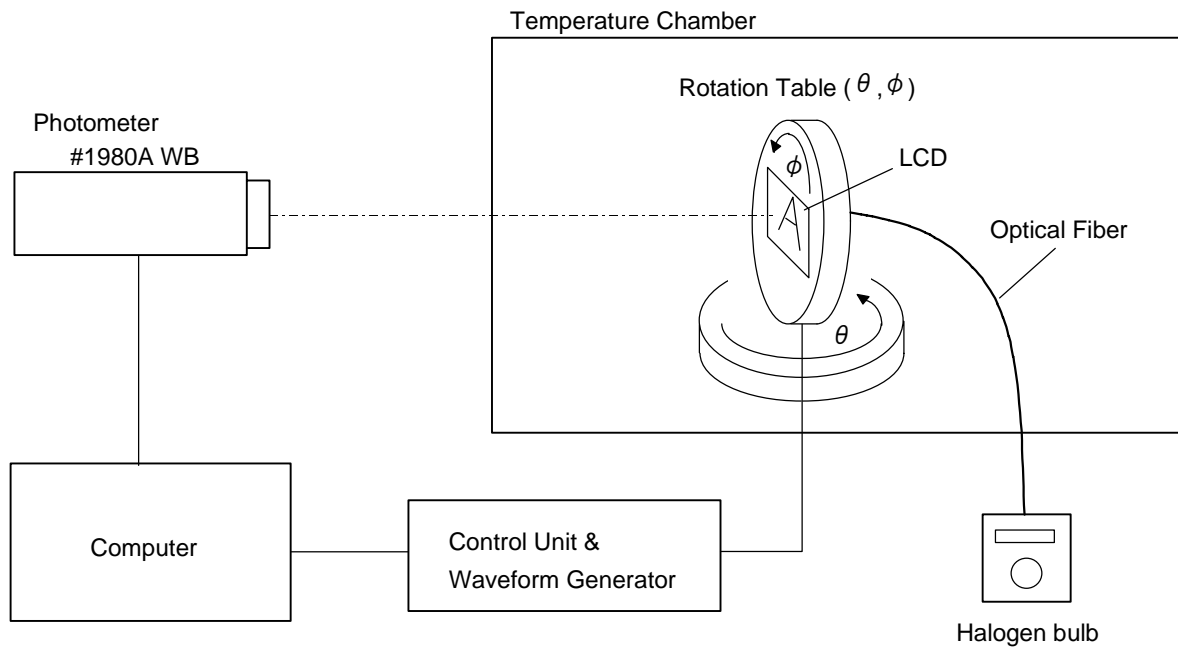 Temperature Chamber
Rotation Table ( θ , ϕ )
Photometer
#1980A WB
ϕ
LCD
A
Optical Fiber
θ
Computer
Control Unit &
Waveform Generator
Halogen bulb